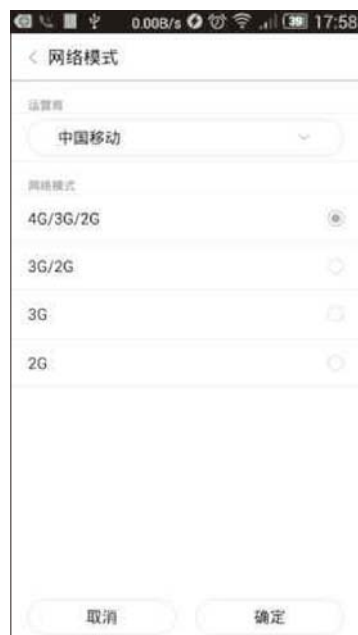 0.00B/s 39 17:58
网络模式
运营商
中国移动
网络模式
4G/3G/2G
3G/2G
3G
2G
取消 确定